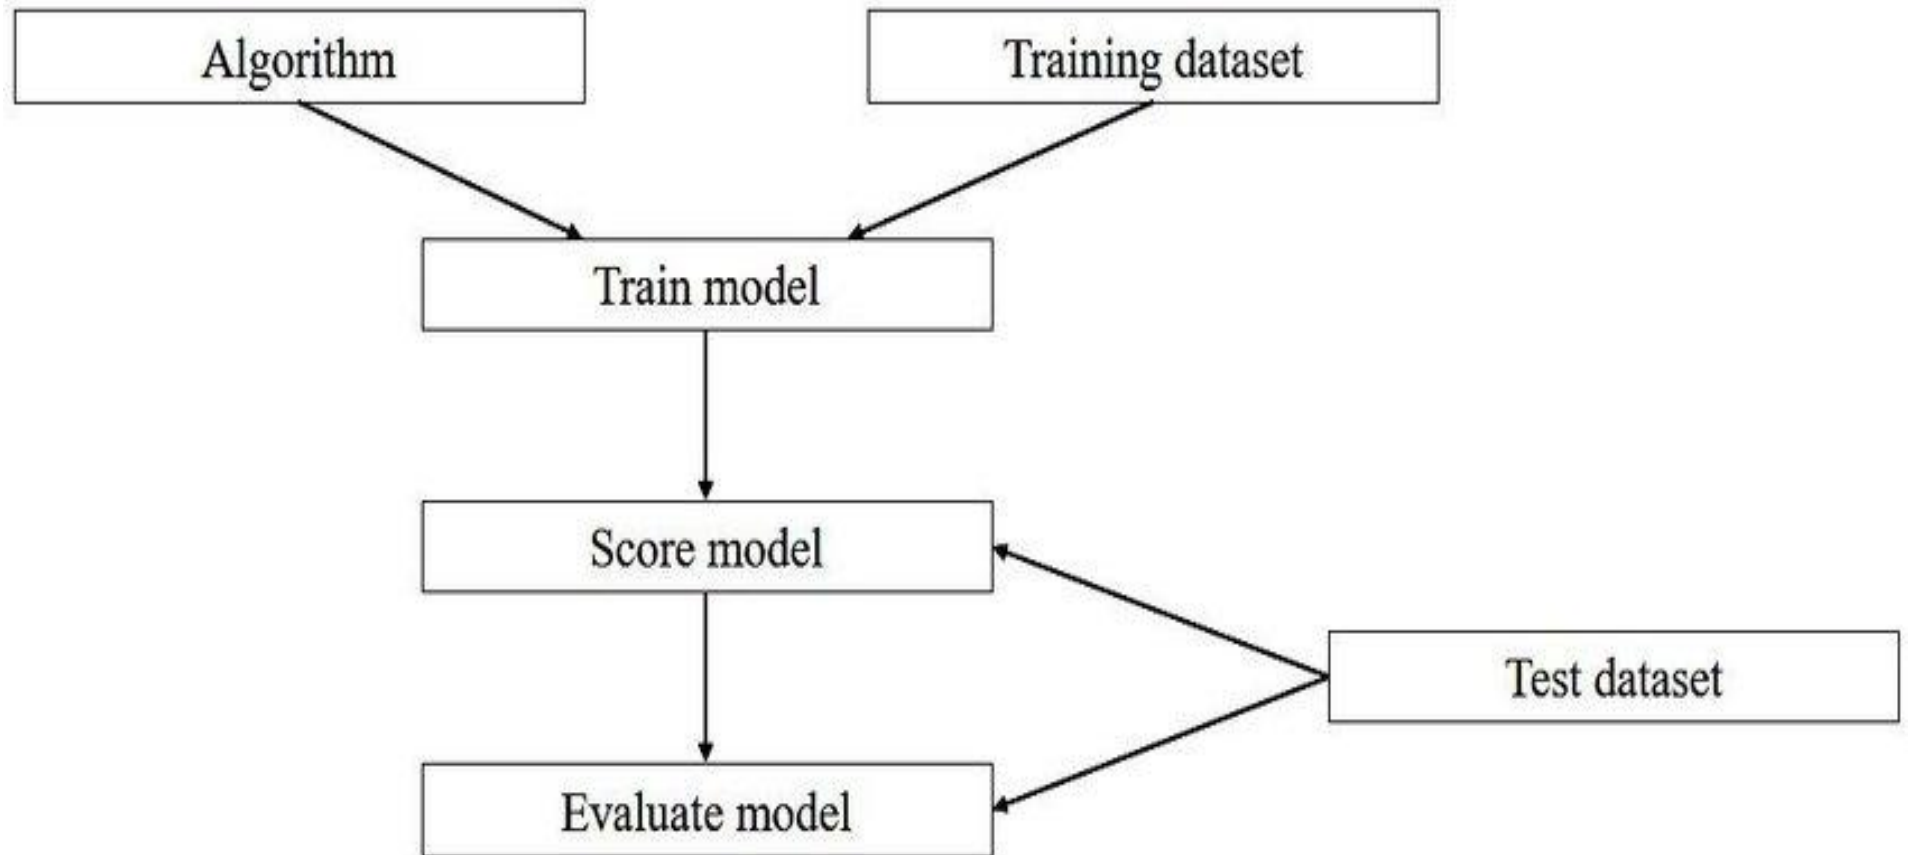 Algorithm
Training dataset
Train model
Score model
Test dataset
Evaluate model